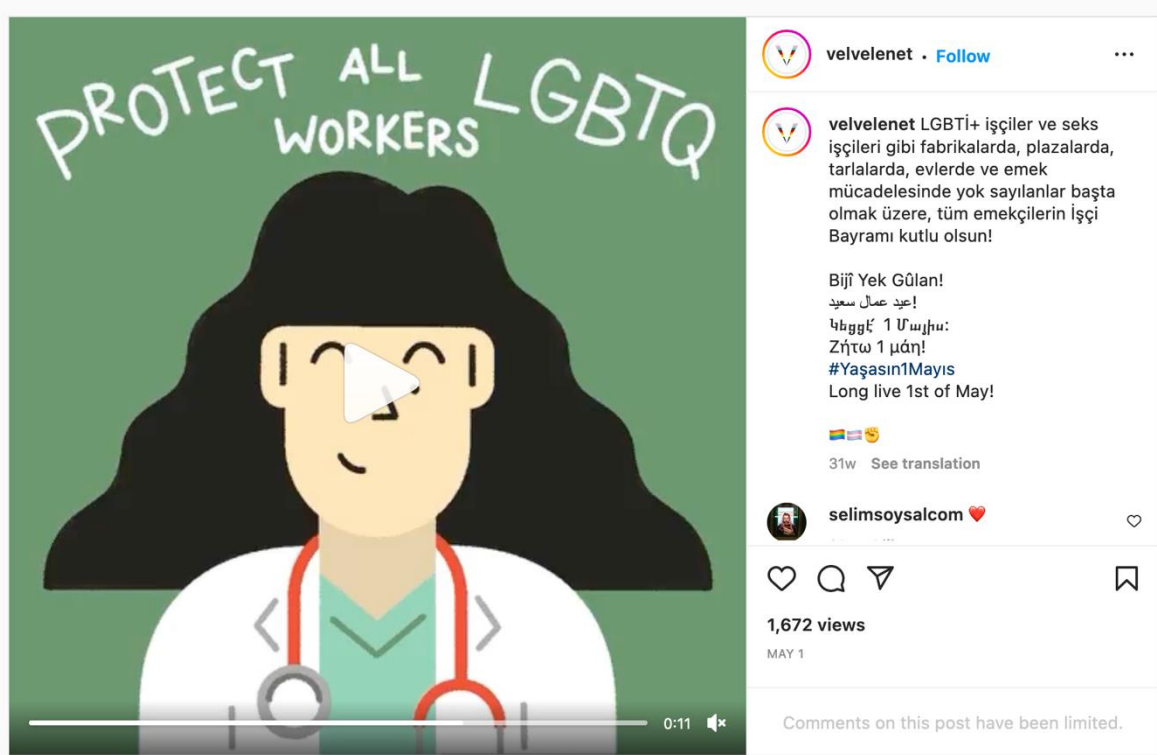 PROTECT ALL LGBTQ
WORKERS
0:11
velvelenet • Follow
velvelenet LGBTİ+ işçiler ve seks
işçileri gibi fabrikalarda, plazalarda,
tarlalarda, evlerde ve emek
mücadelesinde yok sayılanlar başta
olmak üzere, tüm emekçilerin İşçi
Bayramı kutlu olsun!
Bijî Yek Gûlan!
عيد عمال سعيد!
Կեցցէ՛ 1 Մայիս:
Ζήτω 1 μάη!
#Yaşasın1Mayıs
Long live 1st of May!
31w See translation
selimsoysalcom
1,672 views
MAY 1
Comments on this post have been limited.